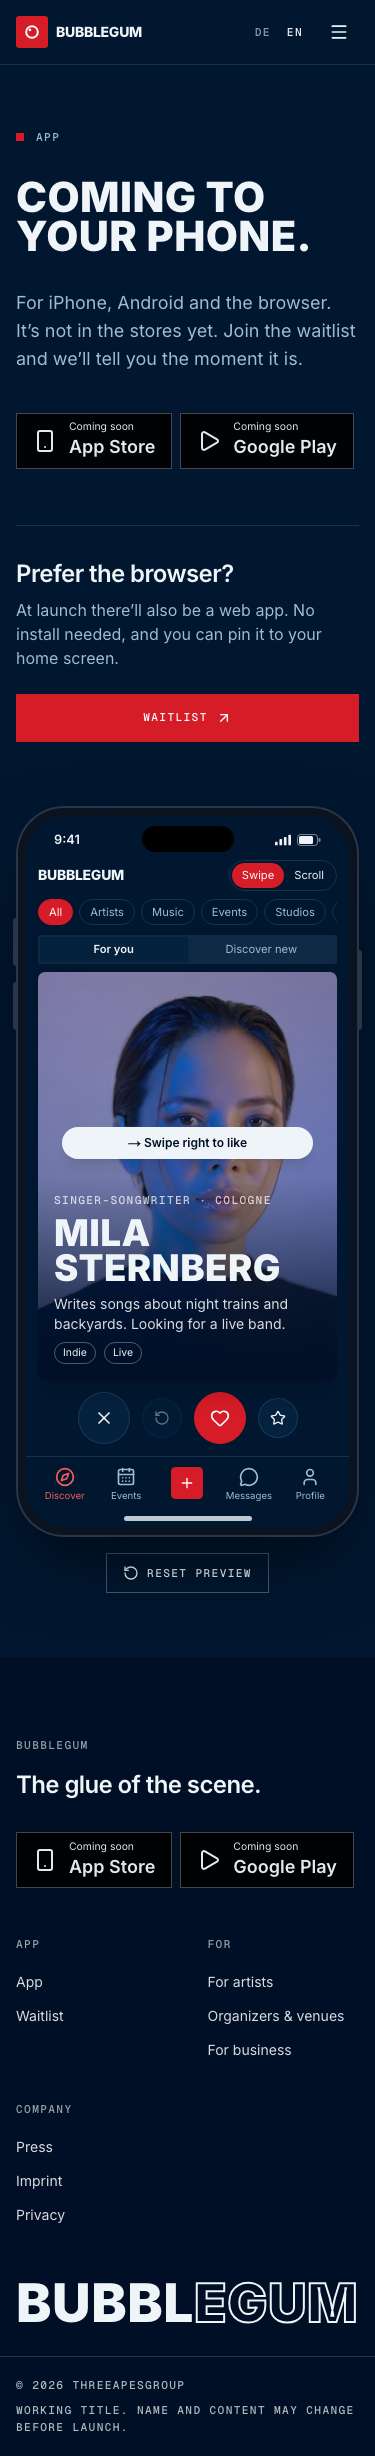 BUBBLEGUM
DE EN
APP
COMING TO
YOUR PHONE.
For iPhone, Android and the browser.
It’s not in the stores yet. Join the waitlist
and we’ll tell you the moment it is.
Coming soon
App Store
Coming soon
Google Play
Prefer the browser?
At launch there’ll also be a web app. No
install needed, and you can pin it to your
home screen.
WAITLIST
9:41
BUBBLEGUM
Swipe Scroll
All Artists Music Events Studios
For you Discover new
→ Swipe right to like
SINGER-SONGWRITER · COLOGNE
MILA
STERNBERG
Writes songs about night trains and
backyards. Looking for a live band.
Indie Live
Discover Events Messages Profile
RESET PREVIEW
BUBBLEGUM
The glue of the scene.
Coming soon
App Store
Coming soon
Google Play
APP
App
Waitlist
FOR
For artists
Organizers & venues
For business
COMPANY
Press
Imprint
Privacy
BUBBLEGUM
© 2026 THREEAPESGROUP
WORKING TITLE. NAME AND CONTENT MAY CHANGE
BEFORE LAUNCH.